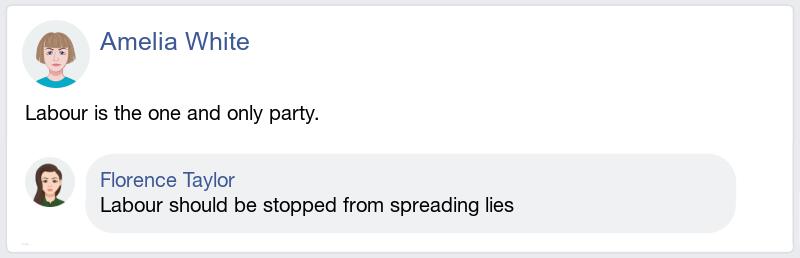 Amelia White
Labour is the one and only party.
Florence Taylor
Labour should be stopped from spreading lies